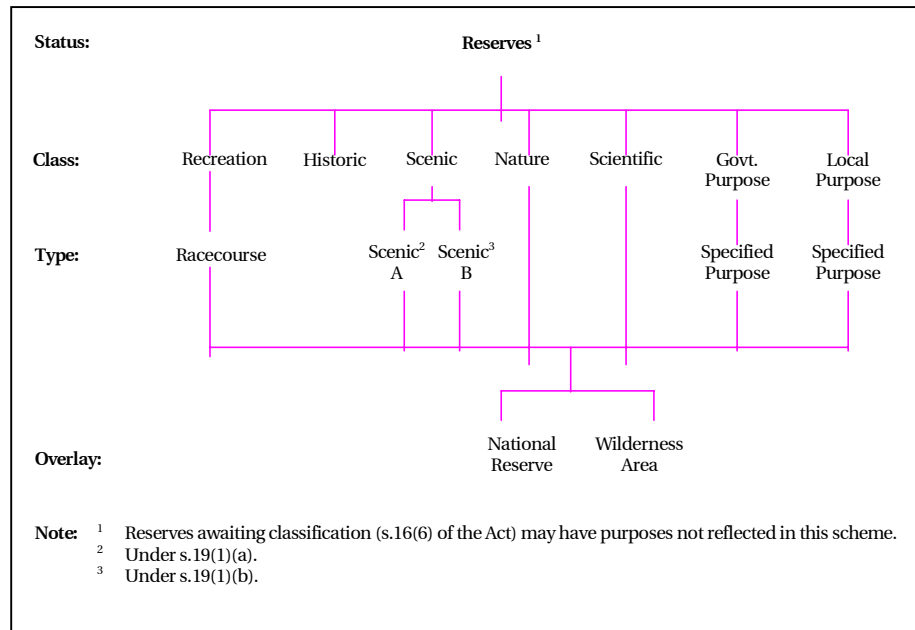 Status: Reserves 1
Class: Recreation Historic Scenic Nature Scientific Govt. Purpose Local Purpose
Type: Racecourse Scenic2 A Scenic3 B Specified Purpose Specified Purpose
National Reserve Wilderness Area
Overlay:
Note: 1 Reserves awaiting classification (s.16(6) of the Act) may have purposes not reflected in this scheme.
2 Under s.19(1)(a).
3 Under s.19(1)(b).